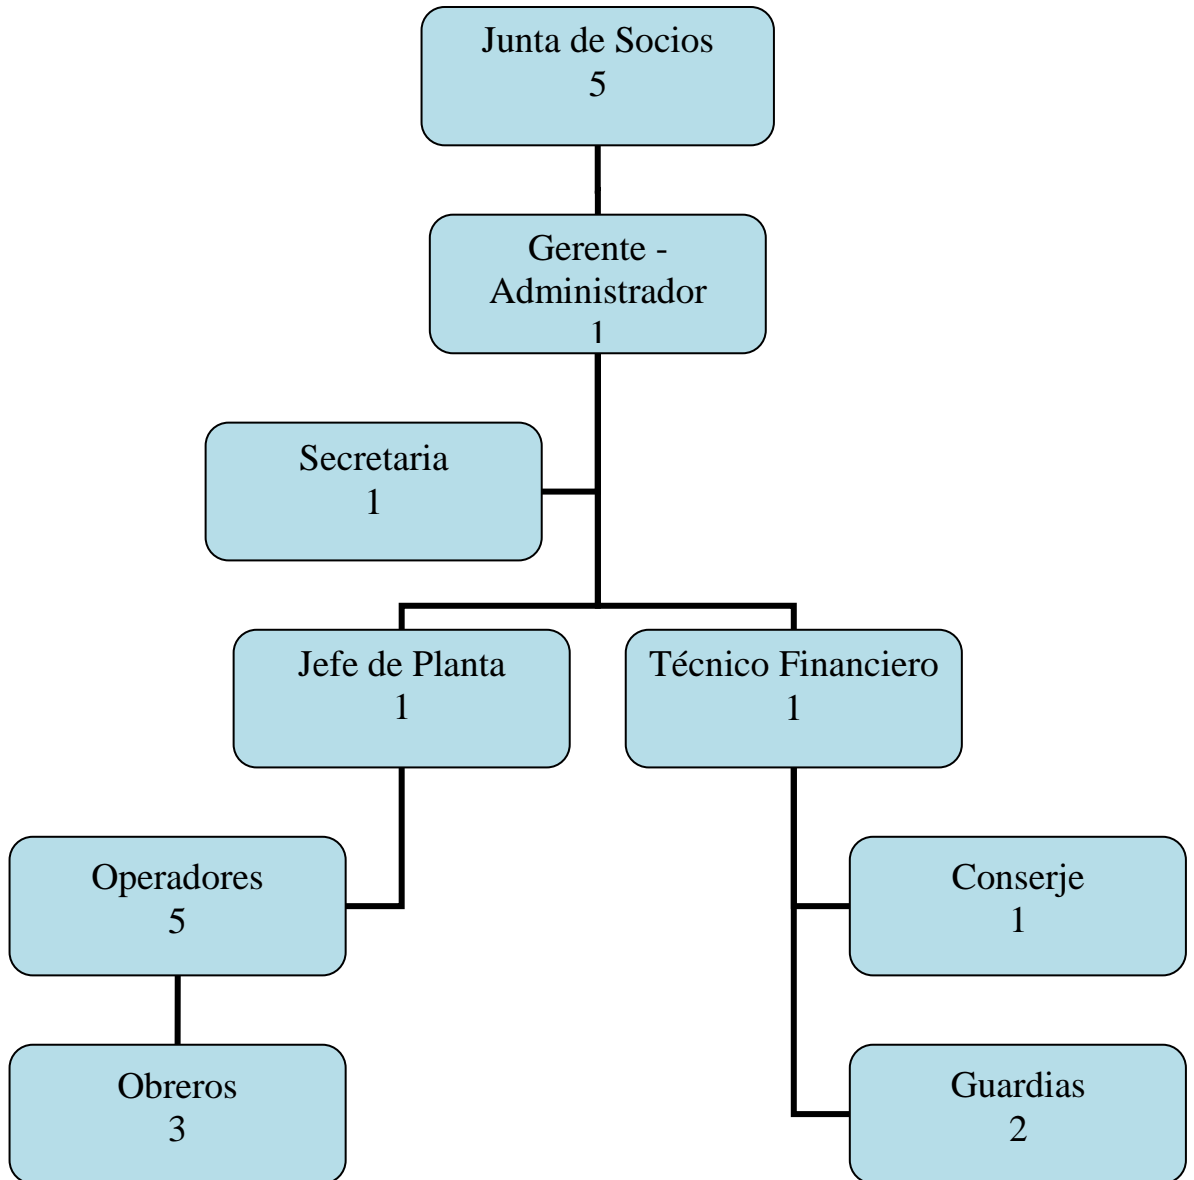 Junta de Socios
5
Gerente -
Administrador
1
Secretaria
1
Jefe de Planta
1
Técnico Financiero
1
Operadores
5
Conserje
1
Obreros
3
Guardias
2